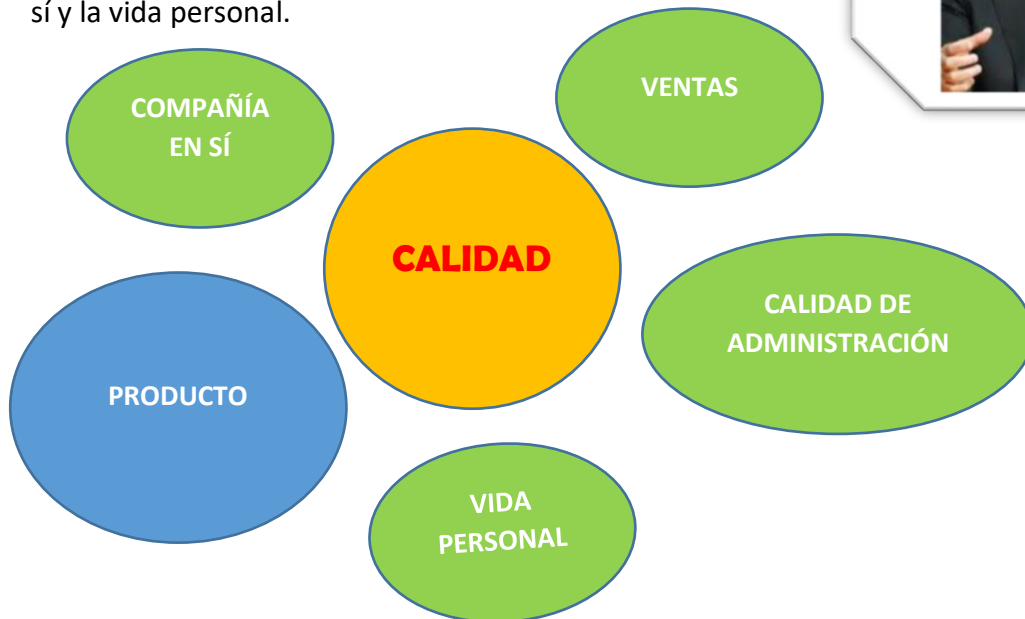 sí y la vida personal.
COMPAÑÍA
EN SÍ
VENTAS
CALIDAD
CALIDAD DE
ADMINISTRACIÓN
PRODUCTO
VIDA
PERSONAL